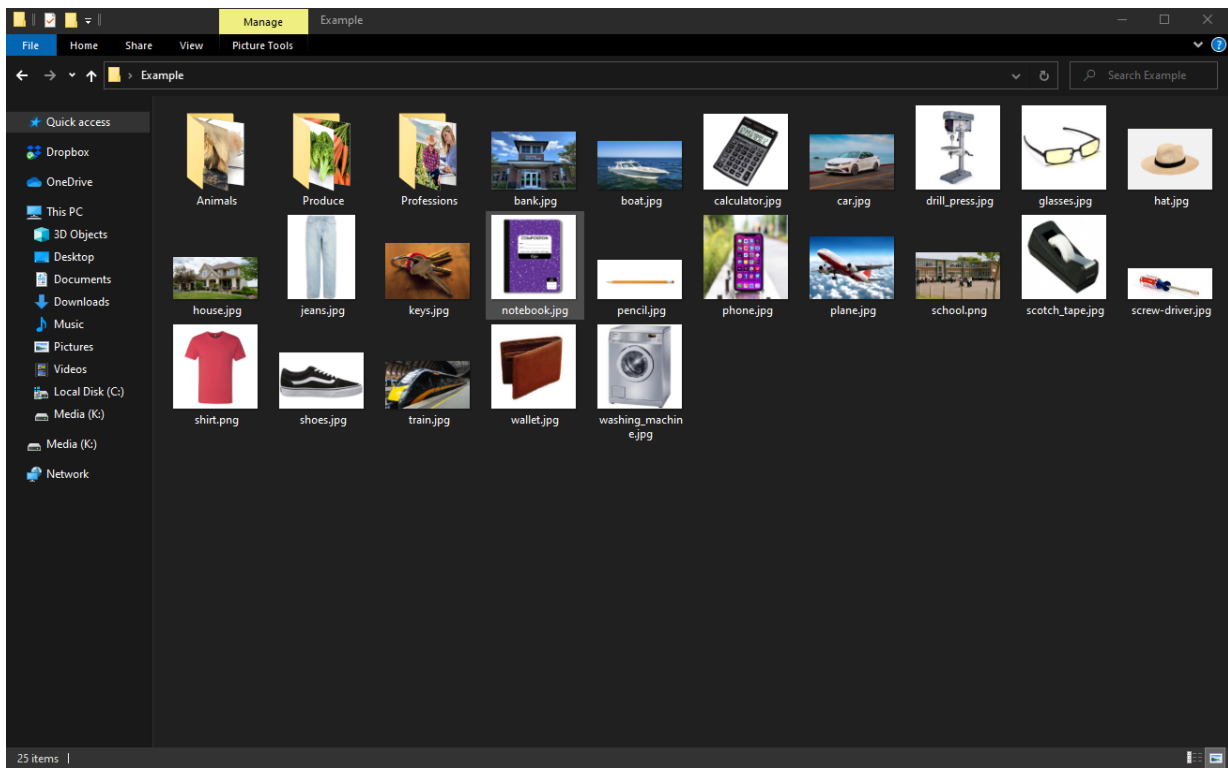 Manage
Example
File
Home
Share
View
Picture Tools
Example
Search Example
Quick access
Dropbox
OneDrive
This PC
3D Objects
Desktop
Documents
Downloads
Music
Pictures
Videos
Local Disk (C:)
Media (K:)
Media (K:)
Network
Animals
Produce
Professions
bank.jpg
boat.jpg
calculator.jpg
car.jpg
drill_press.jpg
glasses.jpg
hat.jpg
house.jpg
jeans.jpg
keys.jpg
COMPOSITION
notebook.jpg
pencil.jpg
phone.jpg
plane.jpg
school.png
scotch_tape.jpg
screw-driver.jpg
shirt.png
shoes.jpg
train.jpg
wallet.jpg
washing_machin
e.jpg
25 items